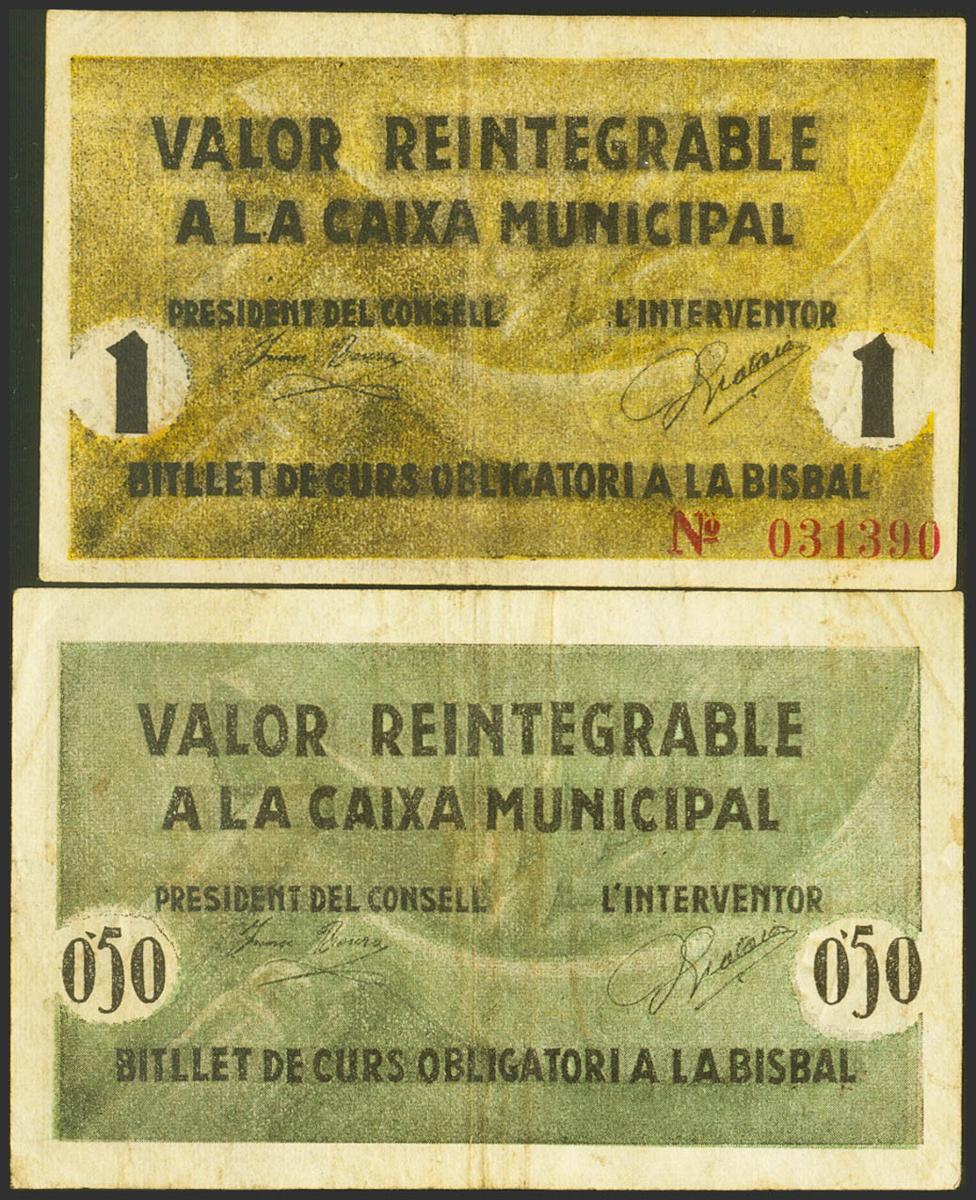 VALOR REINTEGRABLE
A LA CAIXA MUNICIPAL
PRESIDENT DEL CONSELL L'INTERVENTOR
1 1
BITLLET DE CURS OBLIGATORI A LA BISBAL
Nº 031390
VALOR REINTEGRABLE
A LA CAIXA MUNICIPAL
PRESIDENT DEL CONSELL L'INTERVENTOR
0'50 0'50
BITLLET DE CURS OBLIGATORI A LA BISBAL